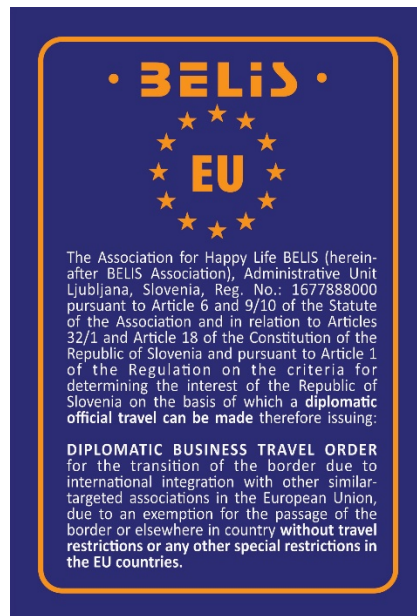 • BELiS •
EU
The Association for Happy Life BELIS (herein-
after BELIS Association), Administrative Unit
Ljubljana, Slovenia, Reg. No.: 1677888000
pursuant to Article 6 and 9/10 of the Statute
of the Association and in relation to Articles
32/1 and Article 18 of the Constitution of the
Republic of Slovenia and pursuant to Article 1
of the Regulation on the criteria for
determining the interest of the Republic of
Slovenia on the basis of which a diplomatic
official travel can be made therefore issuing:
DIPLOMATIC BUSINESS TRAVEL ORDER
for the transition of the border due to
international integration with other similar-
targeted associations in the European Union,
due to an exemption for the passage of the
border or elsewhere in country without travel
restrictions or any other special restrictions in
the EU countries.